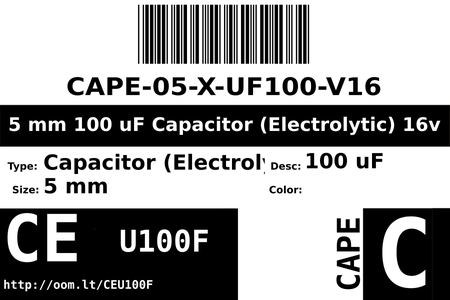 CAPE-05-X-UF100-V16
5 mm 100 uF Capacitor (Electrolytic) 16v
Type: Capacitor (Electroly Desc: 100 uF
Size: 5 mm Color:
CE U100F
http://oom.lt/CEU100F
CAPE C